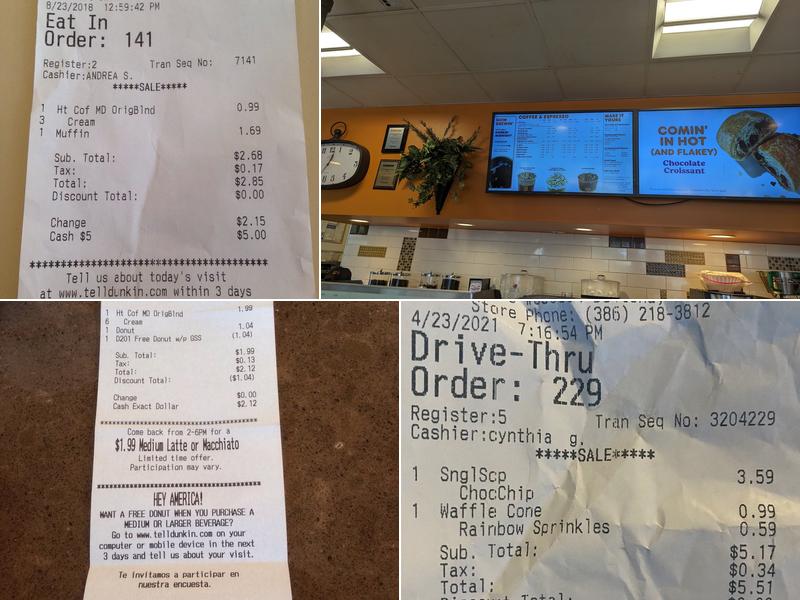 8/23/2018 12:59:42 PM
Eat In
Order: 141
Register:2 Tran Seq No: 7141
Cashier:ANDREA S.
*****SALE*****
1 Ht Cof MD OrigBlnd 0.99
3 Cream
1 Muffin 1.69
Sub. Total: $2.68
Tax: $0.17
Total: $2.85
Discount Total: $0.00
Change $2.15
Cash $5 $5.00
Tell us about today's visit
at www.telldunkin.com within 3 days
COFFEE & ESPRESSO
MAKE IT
YOURS
COMIN'
IN HOT
(AND FLAKEY)
Chocolate
Croissant
1 Ht Cof MD OrigBlnd 1.99
6 Cream
1 Donut 1.04
1 D201 Free Donut w/p GSS (1.04)
Sub. Total: $1.99
Tax: $0.13
Total: $2.12
Discount Total: ($1.04)
Change $0.00
Cash Exact Dollar $2.12
Come back from 2-6PM for a
$1.99 Medium Latte or Macchiato
Limited time offer.
Participation may vary.
HEY AMERICA!
WANT A FREE DONUT WHEN YOU PURCHASE A
MEDIUM OR LARGER BEVERAGE?
Go to www.telldunkin.com on your
computer or mobile device in the next
3 days and tell us about your visit.
Te invitamos a participar en
nuestra encuesta.
Store Phone: (386) 218-3812
4/23/2021 7:16:54 PM
Drive-Thru
Order: 229
Register:5 Tran Seq No: 3204229
Cashier:cynthia g.
*****SALE*****
1 SnglScp 3.59
ChocChip
1 Waffle Cone 0.99
Rainbow Sprinkles 0.59
Sub. Total: $5.17
Tax: $0.34
Total: $5.51
Discount Total: